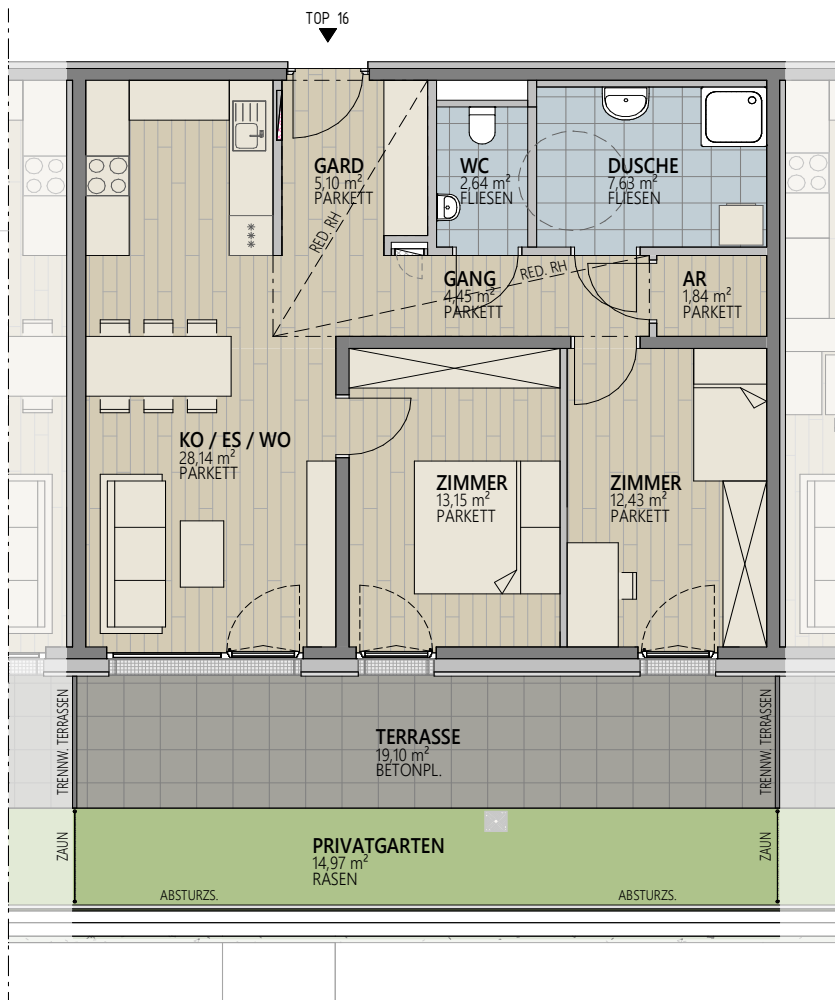 TOP 16
GARD
5,10 m²
PARKETT
WC
2,64 m²
FLIESEN
DUSCHE
7,63 m²
FLIESEN
RED. RH
GANG
4,45 m²
PARKETT
RED. RH
AR
1,84 m²
PARKETT
KO / ES / WO
28,14 m²
PARKETT
ZIMMER
13,15 m²
PARKETT
ZIMMER
12,43 m²
PARKETT
TRENNW. TERRASSEN
TERRASSE
19,10 m²
BETONPL.
TRENNW. TERRASSEN
ZAUN
PRIVATGARTEN
14,97 m²
RASEN
ZAUN
ABSTURZS.
ABSTURZS.